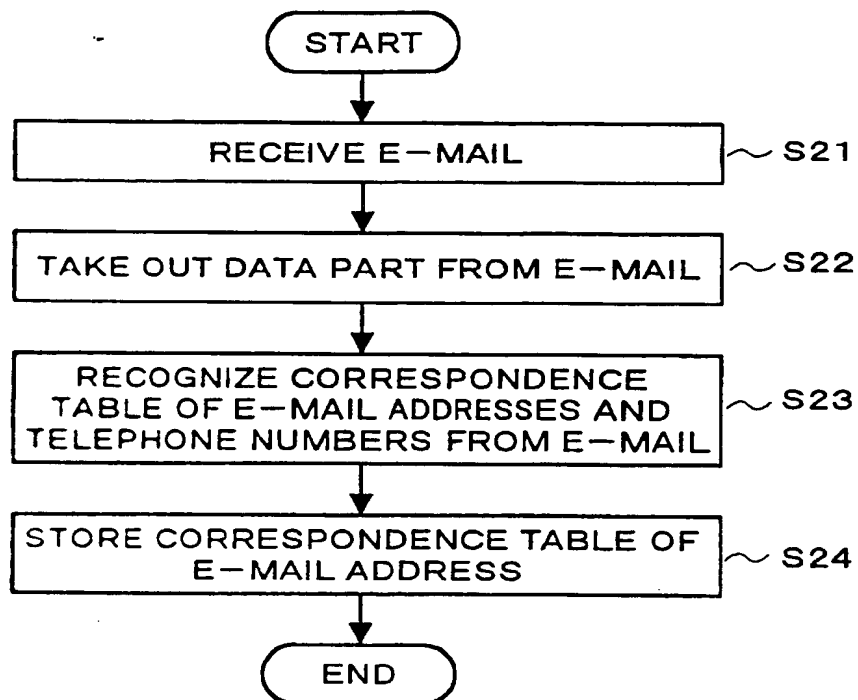 START
RECEIVE E-MAIL
S21
TAKE OUT DATA PART FROM E-MAIL
S22
RECOGNIZE CORRESPONDENCE
TABLE OF E-MAIL ADDRESSES AND
TELEPHONE NUMBERS FROM E-MAIL
S23
STORE CORRESPONDENCE TABLE OF
E-MAIL ADDRESS
S24
END